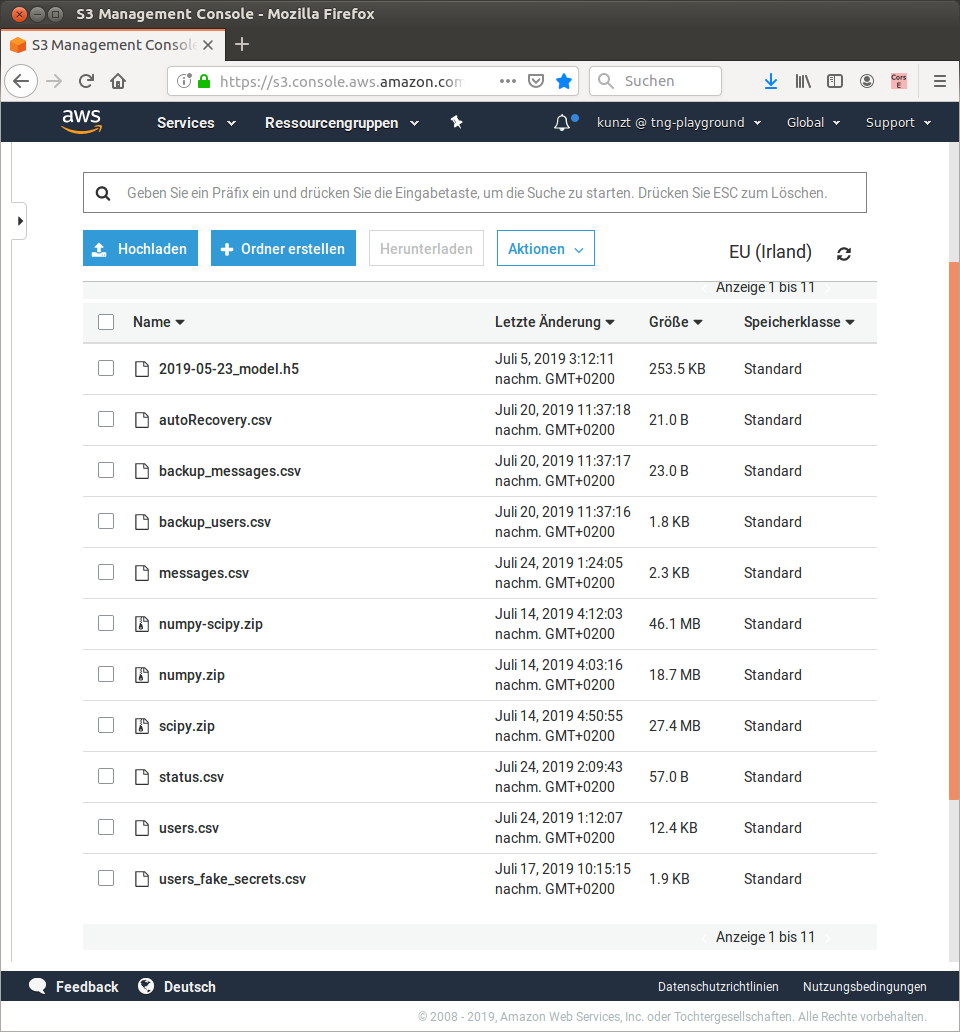 S3 Management Console - Mozilla Firefox
S3 Management Consol
https://s3.console.aws.amazon.com
Suchen
Cors E
aws
Services
Ressourcengruppen
kunzt @ tng-playground
Global
Support
Geben Sie ein Präfix ein und drücken Sie die Eingabetaste, um die Suche zu starten. Drücken Sie ESC zum Löschen.
Hochladen
Ordner erstellen
Herunterladen
Aktionen
EU (Irland)
Anzeige 1 bis 11
Name Letzte Änderung Größe Speicherklasse
2019-05-23_model.h5 Juli 5, 2019 3:12:11 253.5 KB Standard
nachm. GMT+0200
autoRecovery.csv Juli 20, 2019 11:37:18 21.0 B Standard
nachm. GMT+0200
backup_messages.csv Juli 20, 2019 11:37:17 23.0 B Standard
nachm. GMT+0200
backup_users.csv Juli 20, 2019 11:37:16 1.8 KB Standard
nachm. GMT+0200
messages.csv Juli 24, 2019 1:24:05 2.3 KB Standard
nachm. GMT+0200
numpy-scipy.zip Juli 14, 2019 4:12:03 46.1 MB Standard
nachm. GMT+0200
numpy.zip Juli 14, 2019 4:03:16 18.7 MB Standard
nachm. GMT+0200
scipy.zip Juli 14, 2019 4:50:55 27.4 MB Standard
nachm. GMT+0200
status.csv Juli 24, 2019 2:09:43 57.0 B Standard
nachm. GMT+0200
users.csv Juli 24, 2019 1:12:07 12.4 KB Standard
nachm. GMT+0200
users_fake_secrets.csv Juli 17, 2019 10:15:15 1.9 KB Standard
nachm. GMT+0200
Anzeige 1 bis 11
Feedback
Deutsch
Datenschutzrichtlinien
Nutzungsbedingungen
© 2008 - 2019, Amazon Web Services, Inc. oder Tochtergesellschaften. Alle Rechte vorbehalten.